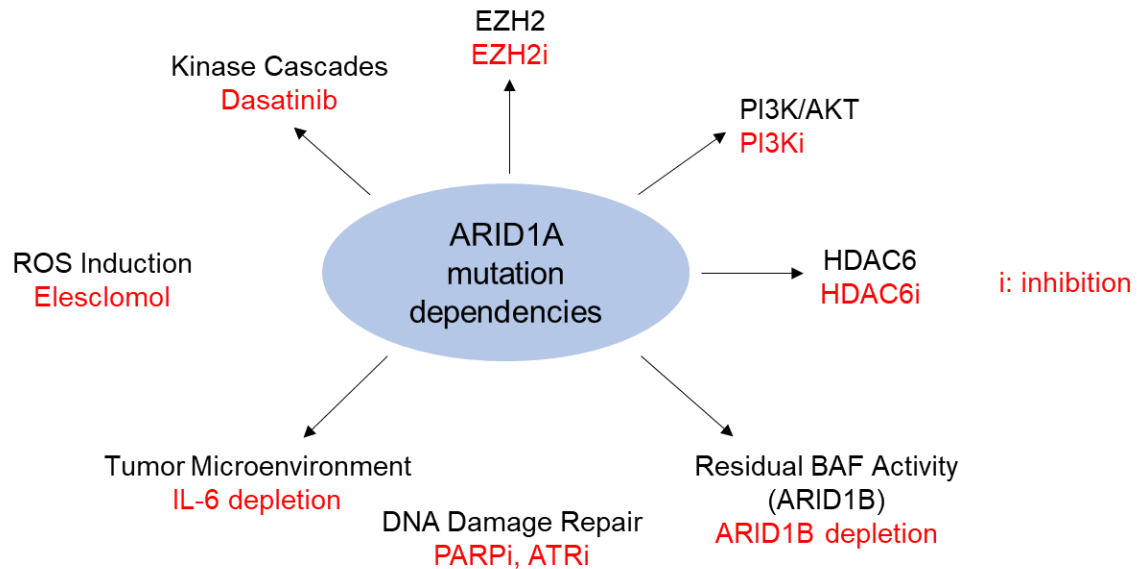 EZH2
EZH2i
Kinase Cascades
Dasatinib
PI3K/AKT
PI3Ki
ARID1A
mutation
dependencies
ROS Induction
Elesclomol
HDAC6
HDAC6i
i: inhibition
Tumor Microenvironment
IL-6 depletion
DNA Damage Repair
PARPi, ATRi
Residual BAF Activity
(ARID1B)
ARID1B depletion